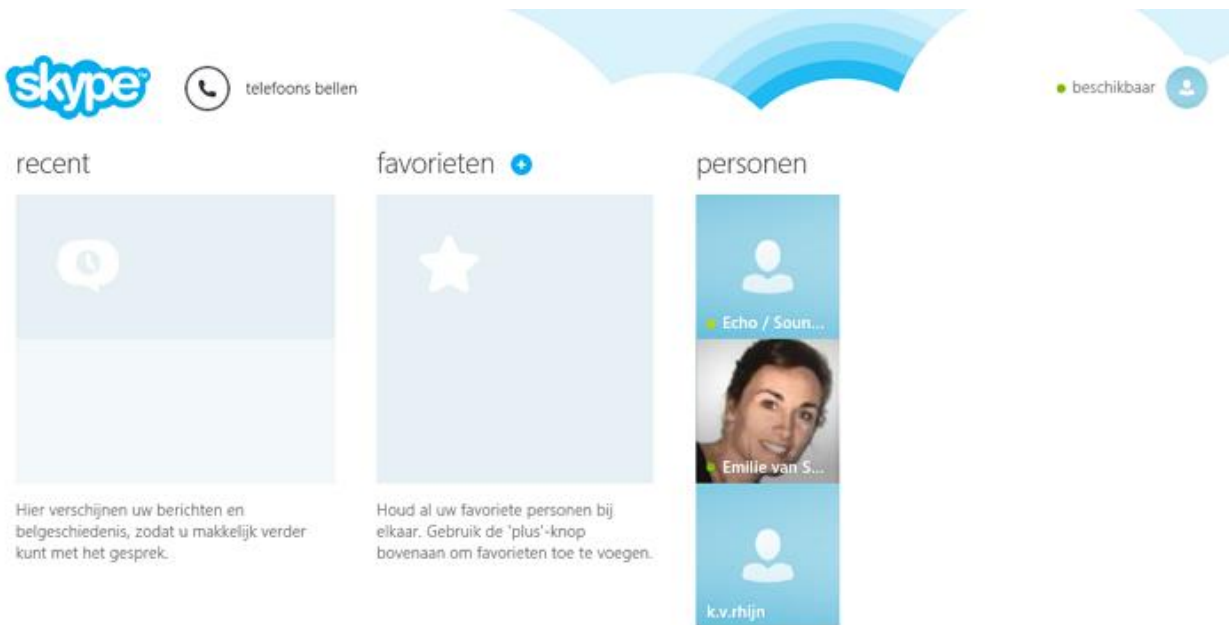 skype™
telefoons bellen
beschikbaar
recent
favorieten
personen
Echo / Soun...
Emilie van S...
k.v.rhijn
Hier verschijnen uw berichten en
belgeschiedenis, zodat u makkelijk verder
kunt met het gesprek.
Houd al uw favoriete personen bij
elkaar. Gebruik de 'plus'-knop
bovenaan om favorieten toe te voegen.